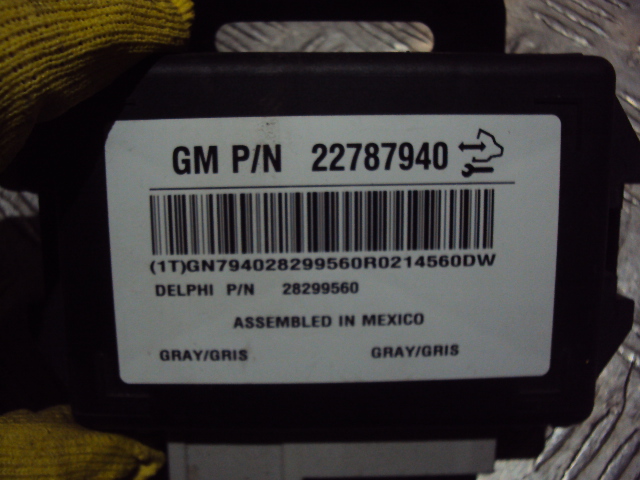 GM P/N 22787940
(1T)GN794028299560R0214560DW
DELPHI P/N 28299560
ASSEMBLED IN MEXICO
GRAY/GRIS GRAY/GRIS